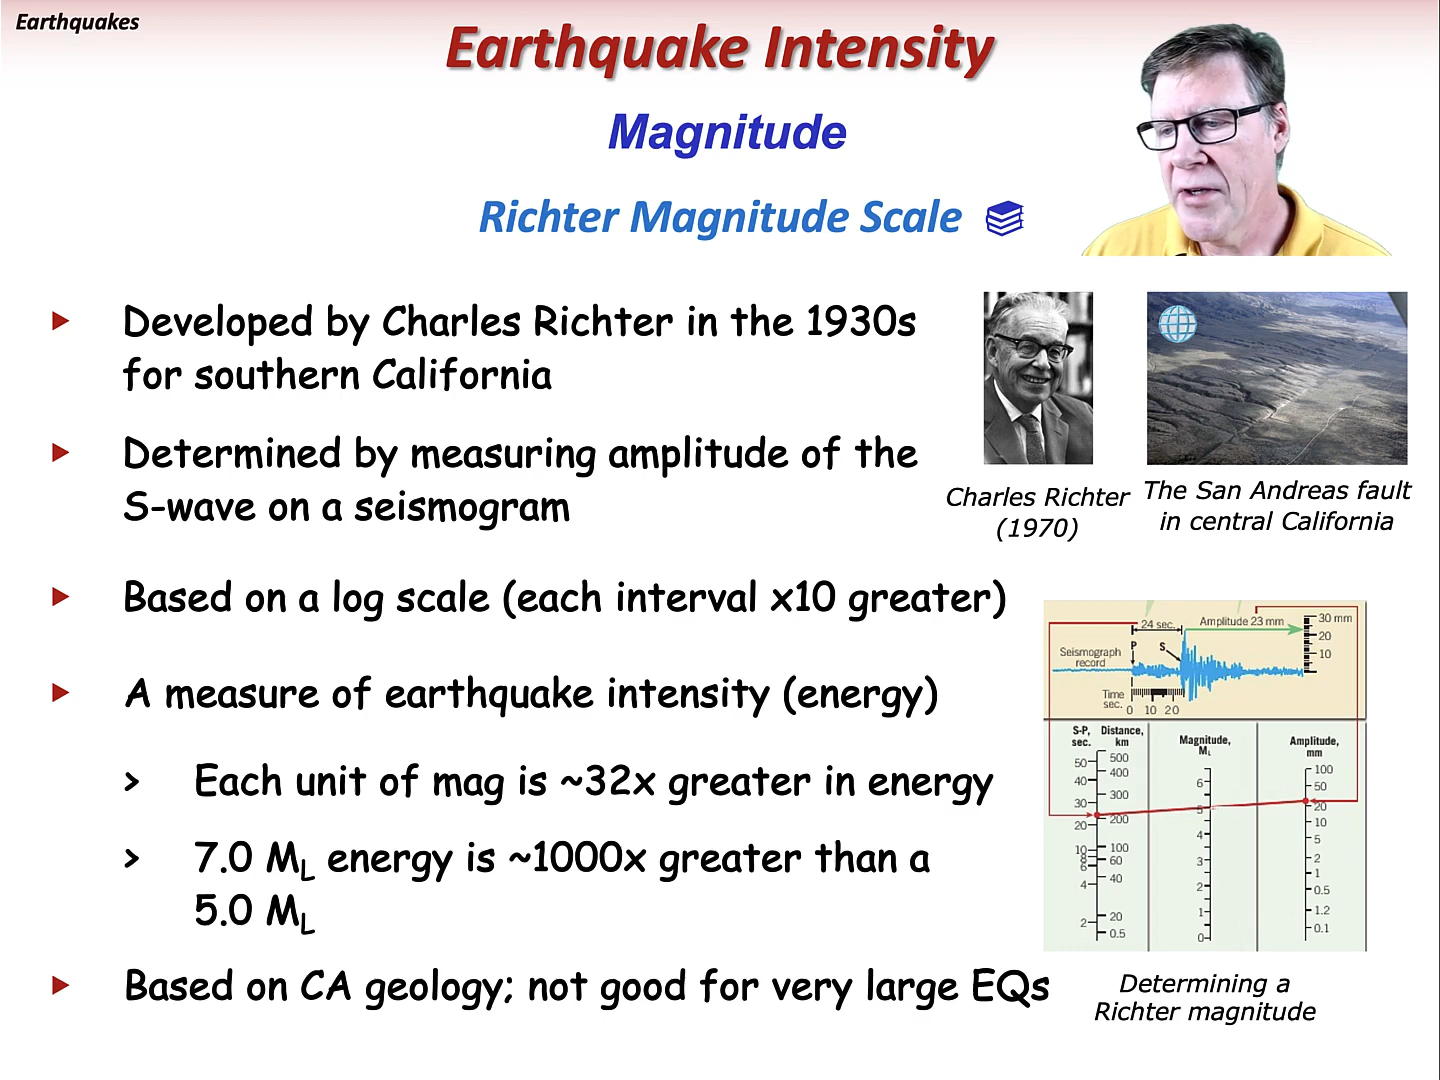 Earthquakes
Earthquake Intensity
Magnitude
Richter Magnitude Scale
Developed by Charles Richter in the 1930s
for southern California
Determined by measuring amplitude of the
S-wave on a seismogram
Based on a log scale (each interval x10 greater)
A measure of earthquake intensity (energy)
> Each unit of mag is ~32x greater in energy
> 7.0 ML energy is ~1000x greater than a
5.0 ML
Based on CA geology; not good for very large EQs
Charles Richter
(1970)
The San Andreas fault
in central California
24 sec.
Amplitude 23 mm
30 mm
20
10
P
S
Seismograph
record
Time
sec.
0 10 20
S-P,
sec.
50
40
30
20
10
8
6
4
2
Distance,
km
500
400
300
200
100
60
40
20
0.5
Magnitude,
ML
6
5
4
3
2
1
0
Amplitude,
mm
100
50
20
10
5
2
1
0.5
1.2
0.1
Determining a
Richter magnitude